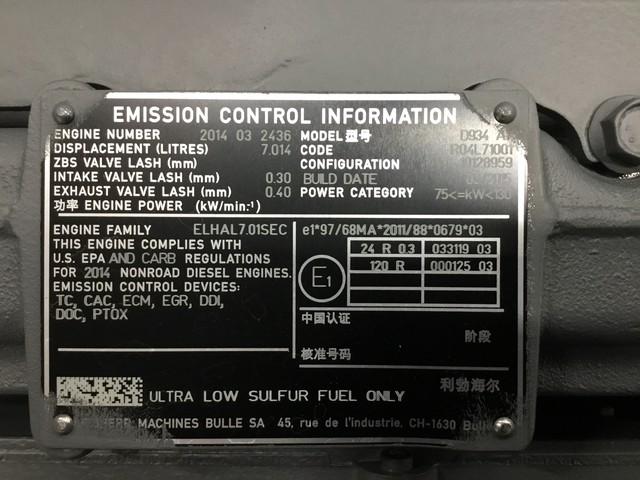 EMISSION CONTROL INFORMATION
ENGINE NUMBER 2014 03 2436 MODEL型号 D934
DISPLACEMENT (LITRES) 7.014 CODE R04L71001
ZBS VALVE LASH (mm) CONFIGURATION 10128959
INTAKE VALVE LASH (mm) 0.30 BUILD DATE
EXHAUST VALVE LASH (mm) 0.40 POWER CATEGORY 75<=kW<130
功率 ENGINE POWER (kW/min.-¹)
ENGINE FAMILY ELHAL7.01SEC e1*97/68MA*2011/88*0679*03
THIS ENGINE COMPLIES WITH
U.S. EPA AND CARB REGULATIONS
FOR 2014 NONROAD DIESEL ENGINES.
EMISSION CONTROL DEVICES:
TC, CAC, ECM, EGR, DDI,
DOC, PTOX
24 R 0.3 033119 03
120 R 000125 03
E1
中国认证
阶段
核准号码
利勃海尔
ULTRA LOW SULFUR FUEL ONLY
MACHINES BULLE SA 45, rue de l'industrie, CH-1630